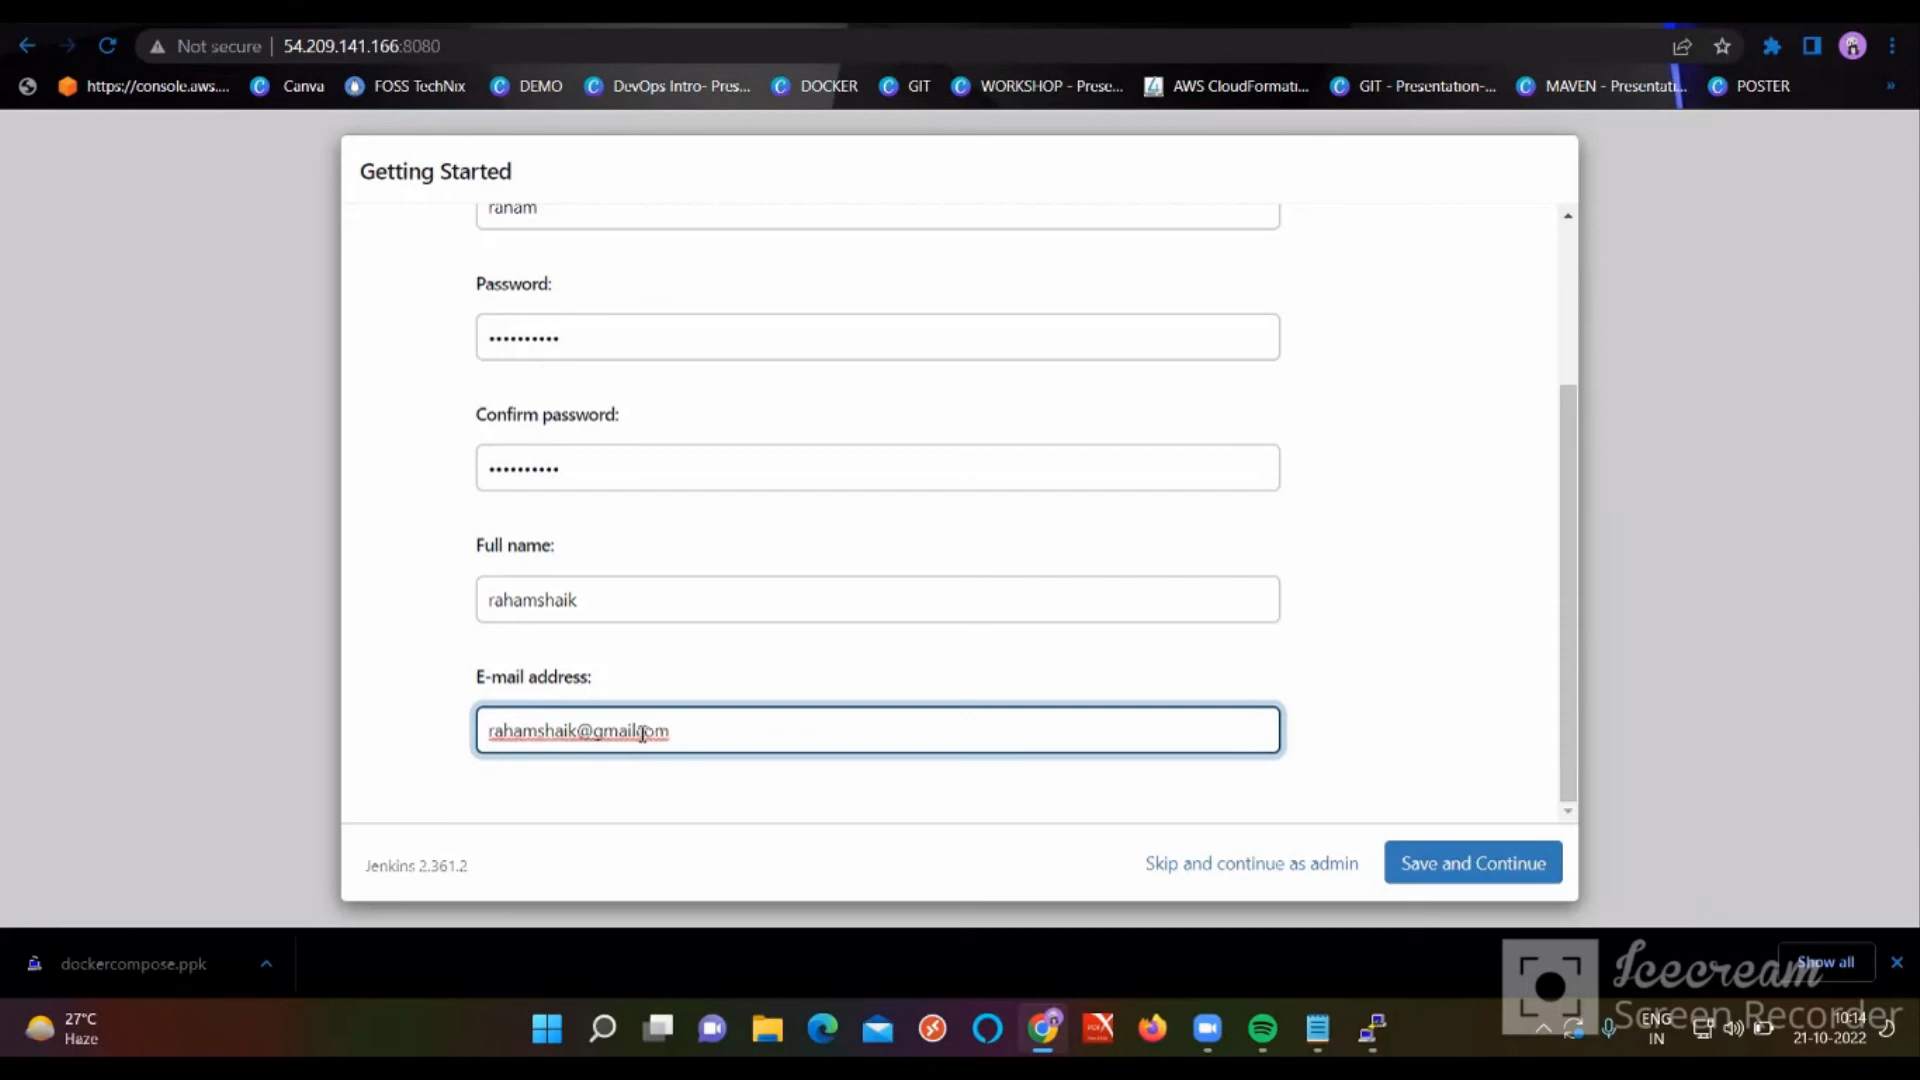 Not secure 54.209.141.166:8080
https://console.aws.... Canva FOSS TechNix DEMO DevOps Intro- Pres... DOCKER GIT WORKSHOP - Prese... AWS CloudFormati... GIT - Presentation-... MAVEN - Presentati... POSTER »
Getting Started
raham
Password:
••••••••••
Confirm password:
••••••••••
Full name:
rahamshaik
E-mail address:
rahamshaik@gmail.com
Jenkins 2.361.2
Skip and continue as admin
Save and Continue
dockercompose.ppk
Show all
Icecream
Screen Recorder
27°C
Haze
ENG
IN
10:14
21-10-2022